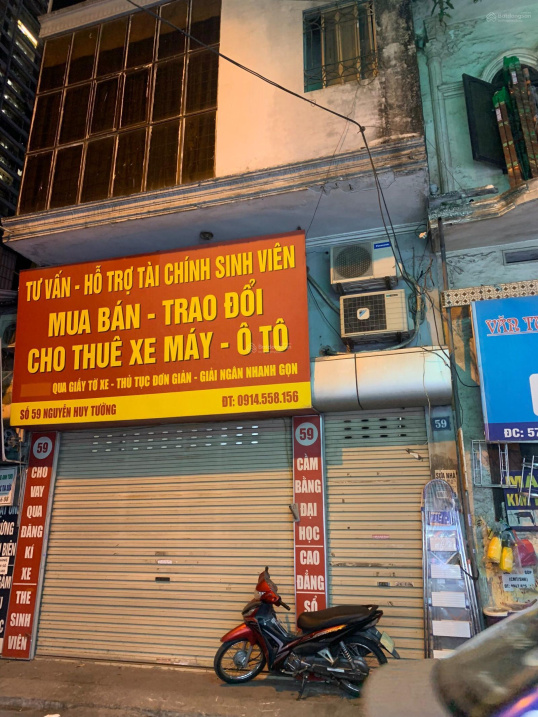 TƯ VẤN - HỖ TRỢ TÀI CHÍNH SINH VIÊN
MUA BÁN - TRAO ĐỔI
CHO THUÊ XE MÁY - Ô TÔ
QUA GIẤY TỜ XE - THỦ TỤC ĐƠN GIẢN - GIẢI NGÂN NHANH GỌN
SỐ 59 NGUYỄN HUY TƯỞNG
ĐT: 0914.558.156
59
CHO
VAY
QUA
ĐĂNG
KÍ
XE
THẺ
SINH
VIÊN
59
CẦM
BẰNG
ĐẠI
HỌC
CAO
ĐẲNG
SỔ
59
VĂN
ĐC: 57